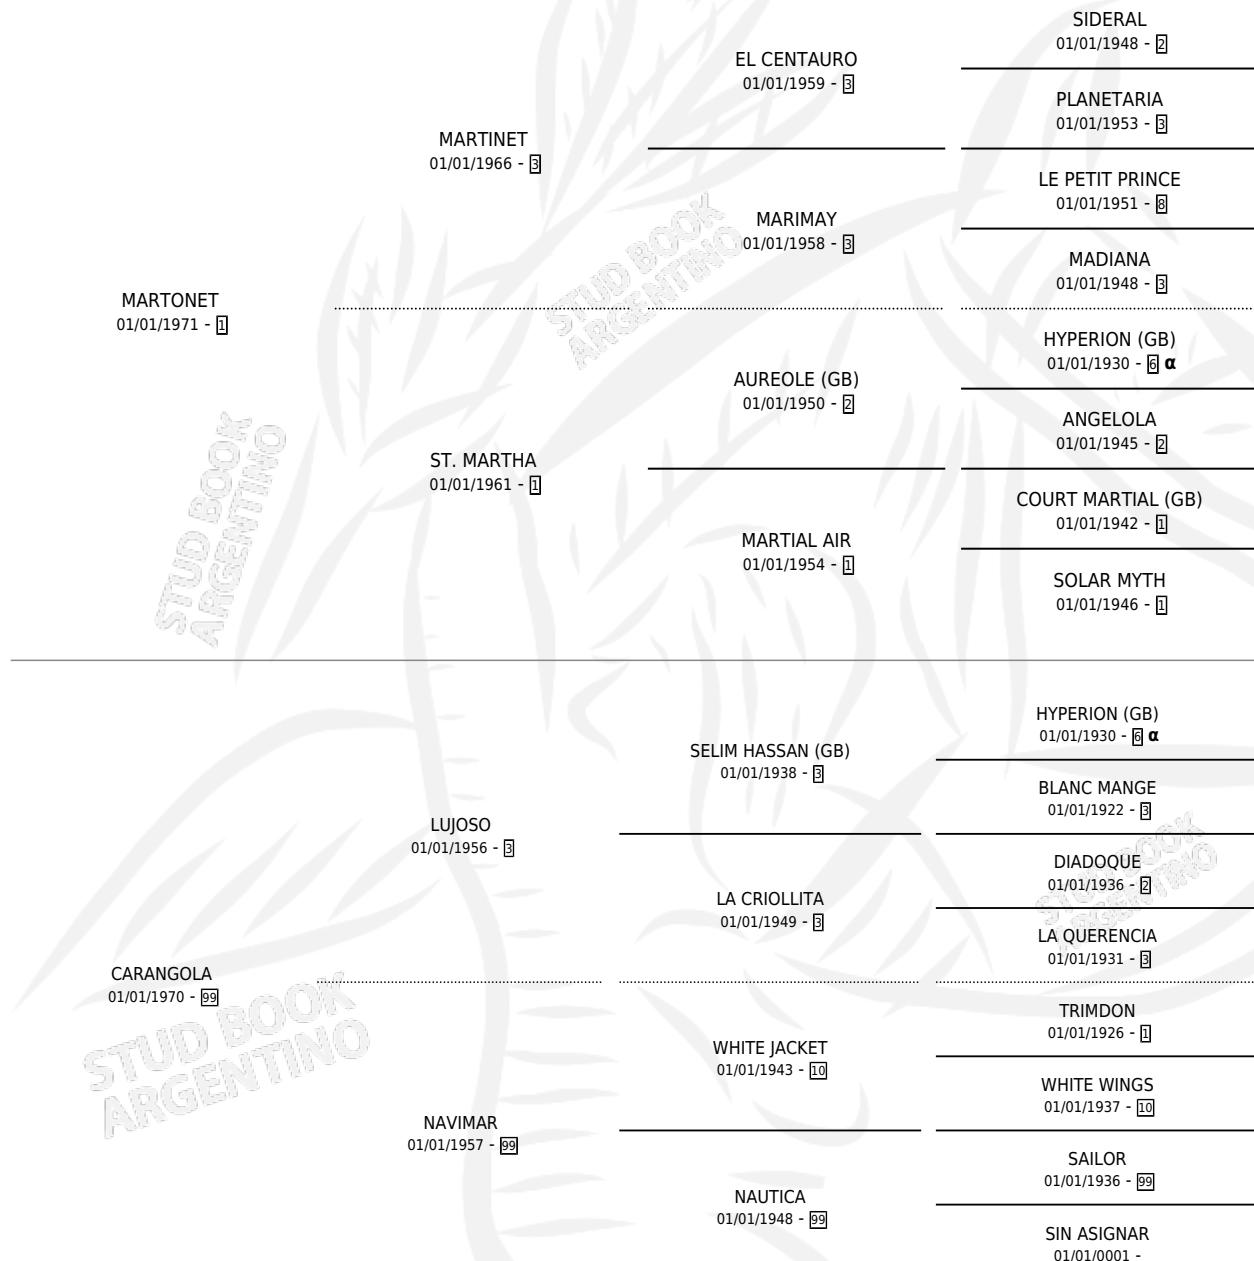 SIDERAL
01/01/1948 - 2
EL CENTAURO
01/01/1959 - 3
PLANETARIA
01/01/1953 - 3
MARTINET
01/01/1966 - 3
LE PETIT PRINCE
01/01/1951 - 8
MARIMAY
01/01/1958 - 3
MADIANA
01/01/1948 - 3
STUD BOOK
ARGENTINO
MARTONET
01/01/1971 - 1
HYPERION (GB)
01/01/1930 - 6 α
AUREOLE (GB)
01/01/1950 - 2
ANGELOLA
01/01/1945 - 2
ST. MARTHA
01/01/1961 - 1
COURT MARTIAL (GB)
01/01/1942 - 1
MARTIAL AIR
01/01/1954 - 1
SOLAR MYTH
01/01/1946 - 1
STUD BOOK
ARGENTINO
HYPERION (GB)
01/01/1930 - 6 α
SELIM HASSAN (GB)
01/01/1938 - 3
BLANC MANGE
01/01/1922 - 3
LUJOSO
01/01/1956 - 3
DIADOQUE
01/01/1936 - 2
LA CRIOLLITA
01/01/1949 - 3
LA QUERENCIA
01/01/1931 - 3
STUD BOOK
ARGENTINO
CARANGOLA
01/01/1970 - 99
TRIMDON
01/01/1926 - 1
WHITE JACKET
01/01/1943 - 10
WHITE WINGS
01/01/1937 - 10
STUD BOOK
ARGENTINO
NAVIMAR
01/01/1957 - 99
SAILOR
01/01/1936 - 99
NAUTICA
01/01/1948 - 99
SIN ASIGNAR
01/01/0001 -